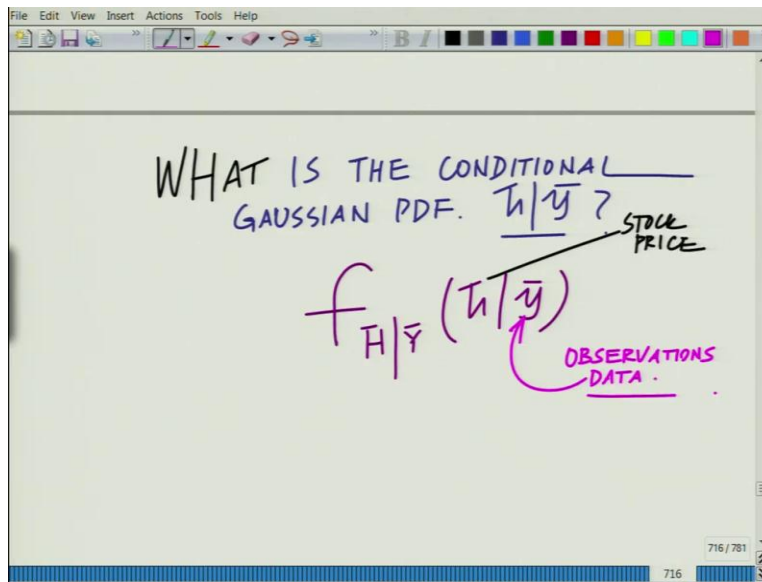 File Edit View Insert Actions Tools Help
B I
WHAT IS THE CONDITIONAL
GAUSSIAN PDF. h̄|ȳ ?
STOCK
PRICE
f_H̄|Ȳ (h̄|ȳ)
OBSERVATIONS
DATA.
716 / 781
716